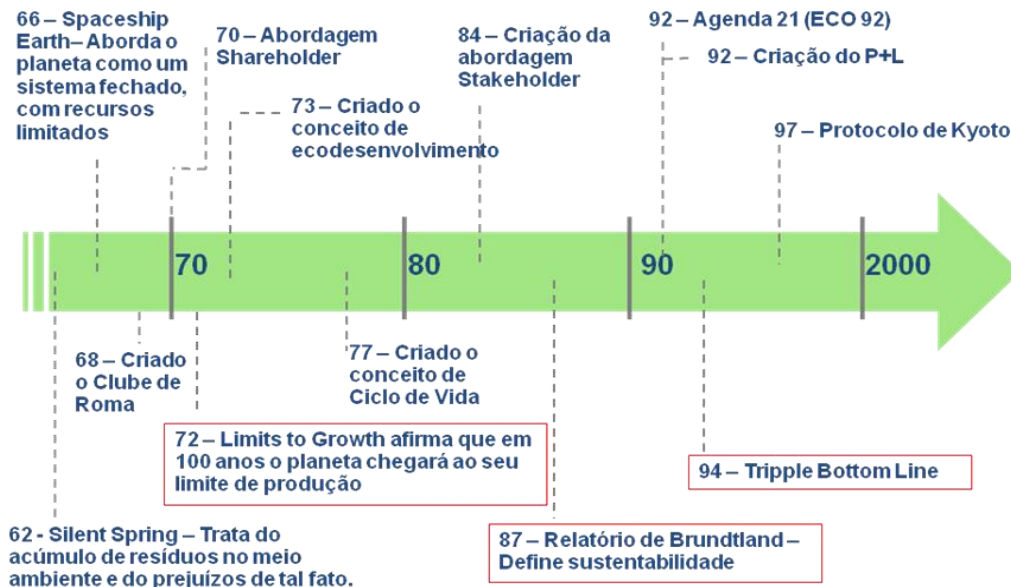 66 – Spaceship
Earth– Aborda o
planeta como um
sistema fechado,
com recursos
limitados
70 – Abordagem
Shareholder
73 – Criado o
conceito de
ecodesenvolvimento
84 – Criação da
abordagem
Stakeholder
92 – Agenda 21 (ECO 92)
92 – Criação do P+L
97 – Protocolo de Kyoto
70
80
90
2000
68 – Criado
o Clube de
Roma
77 – Criado o
conceito de
Ciclo de Vida
72 – Limits to Growth afirma que em
100 anos o planeta chegará ao seu
limite de produção
94 – Tripple Bottom Line
62 - Silent Spring – Trata do
acúmulo de resíduos no meio
ambiente e do prejuízos de tal fato.
87 – Relatório de Brundtland –
Define sustentabilidade